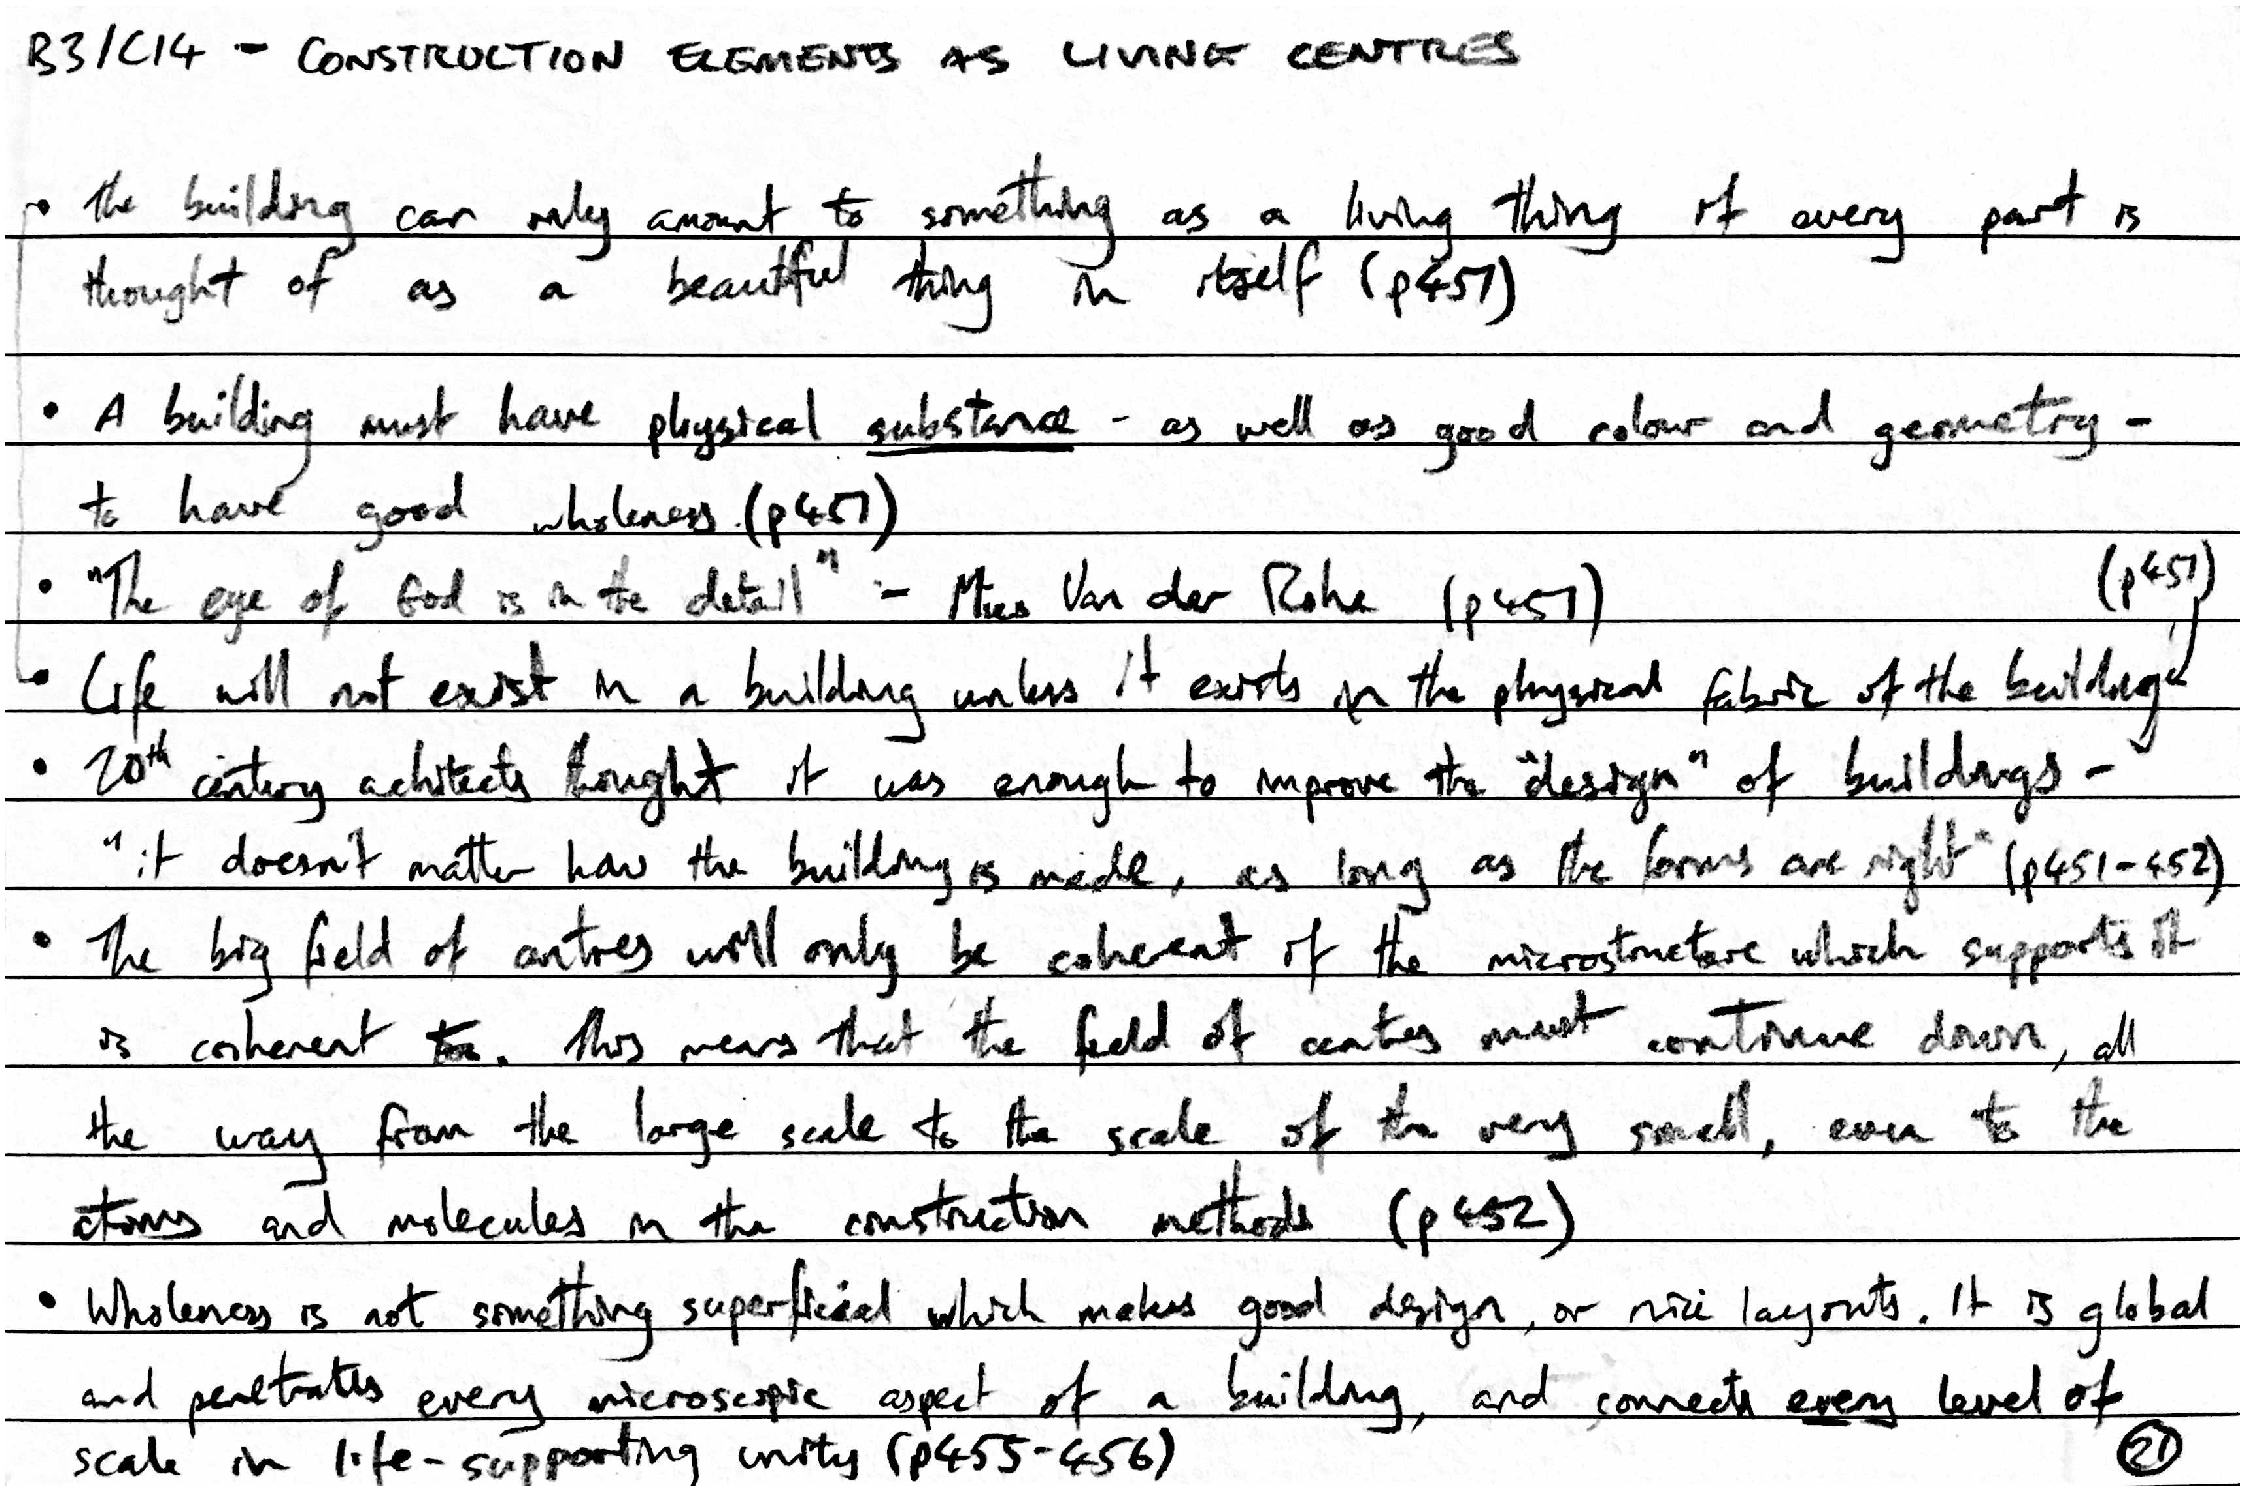 B3/C14 - CONSTRUCTION ELEMENTS AS LIVING CENTRES
• The building can only amount to something as a living thing if every part is
thought of as a beautiful thing in itself (p451)
• A building must have physical substance - as well as good colour and geometry -
to have good wholeness. (p451)
• "The eye of God is in the detail" - Mies Van der Rohe (p451)
(p451)
• Life will not exist in a building unless it exists in the physical fabric of the building
• 20th century achitects thought it was enough to improve the "design" of buildings -
"it doesn't matter how the building is made, as long as the forms are right" (p451-452)
• The big field of centres will only be coherent if the microstructure which supports it
is coherent too. This means that the field of centres must continue down, all
the way from the large scale to the scale of the very small, even to the
atoms and molecules in the construction methods (p452)
• Wholeness is not something superficial which makes good design, or nice layouts. It is global
and penetrates every microscopic aspect of a building, and connects every level of
scale in life-supporting unity (p455-456)
21